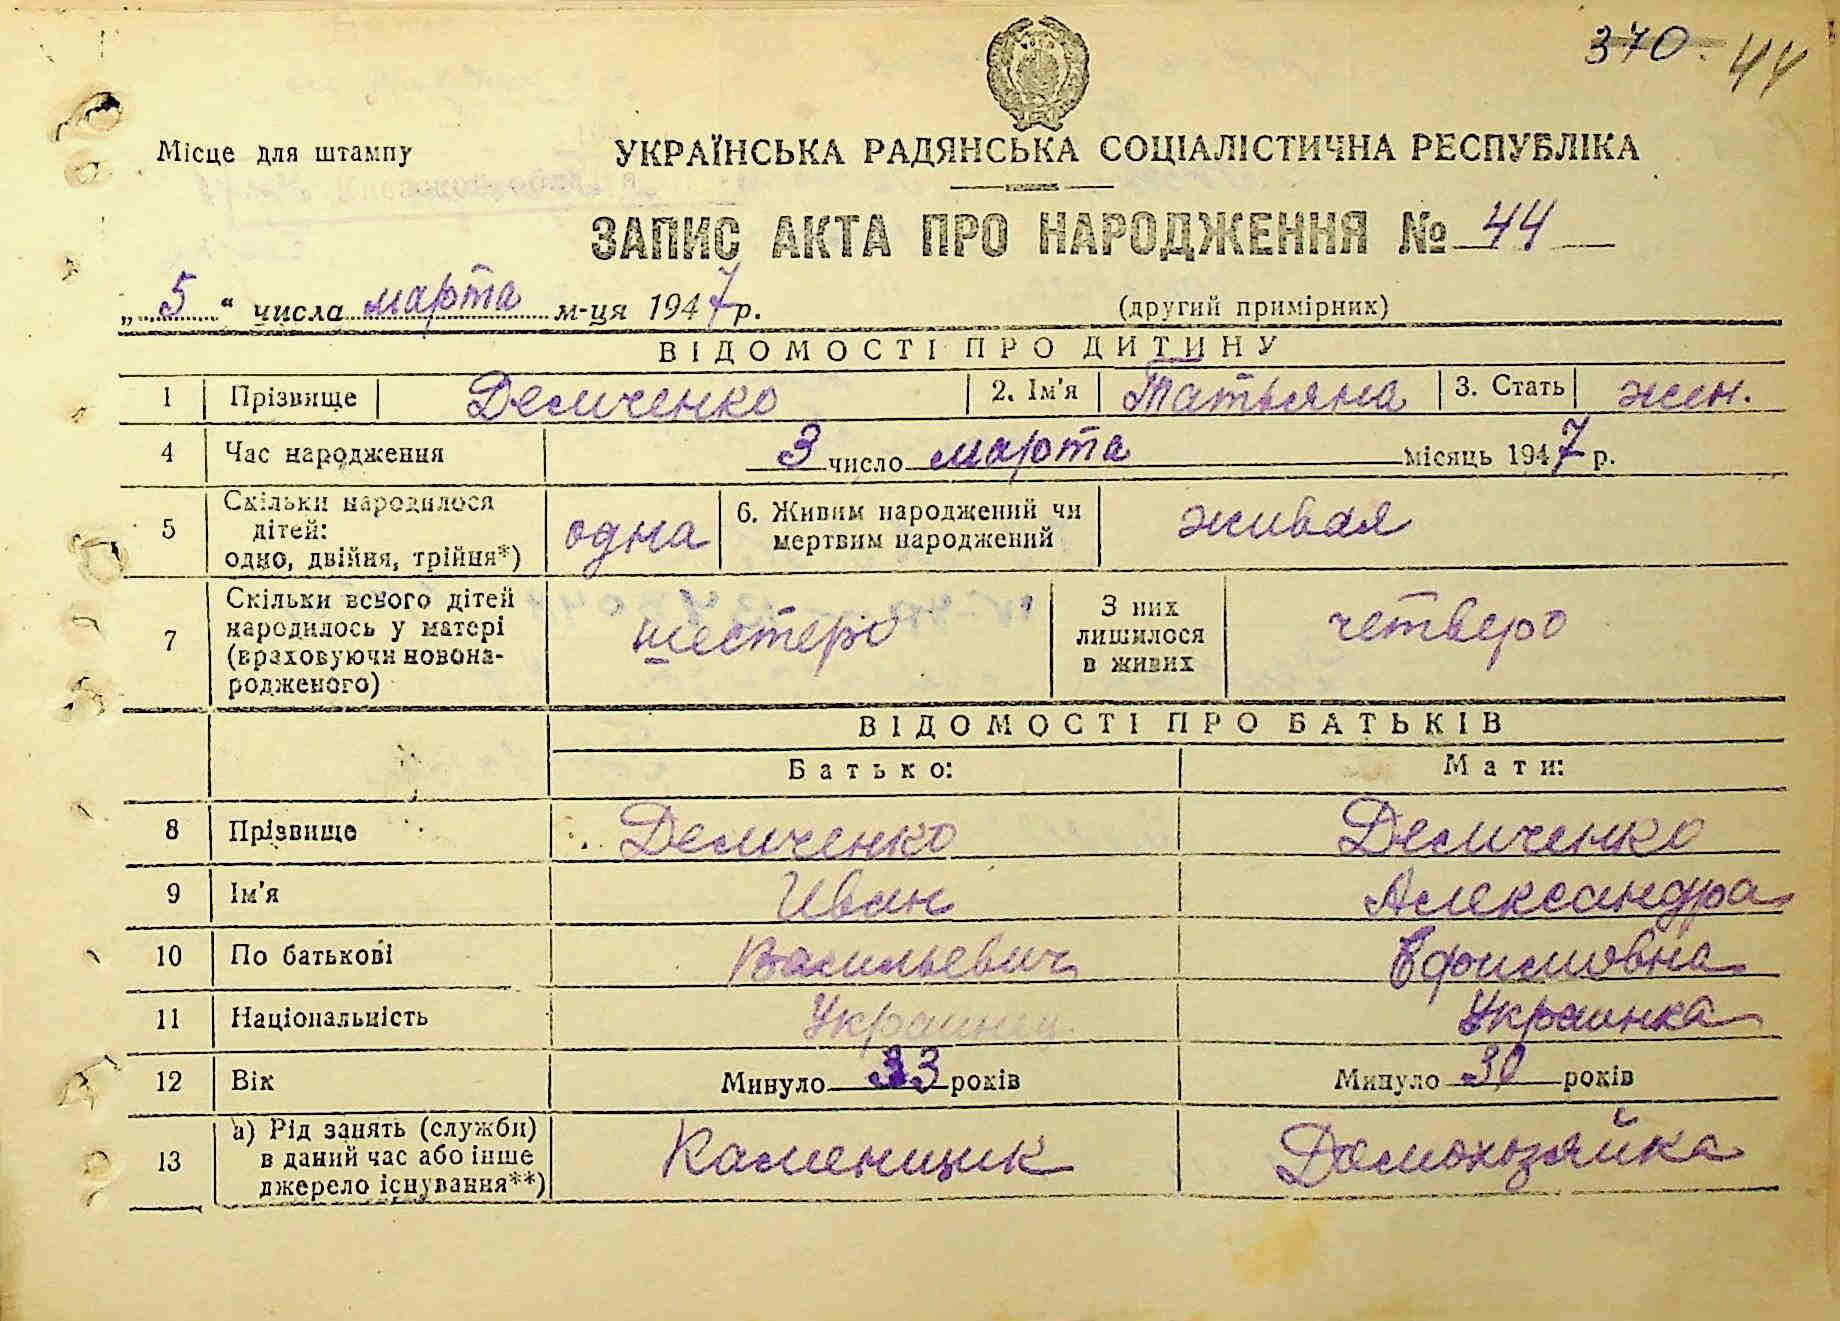 370. 44
Місце для штампу
УКРАЇНСЬКА РАДЯНСЬКА СОЦІАЛІСТИЧНА РЕСПУБЛІКА
ЗАПИС АКТА ПРО НАРОДЖЕННЯ № 44
„ 5 “ числа марта м-ця 1947 р. (другий примірник)
ВІДОМОСТІ ПРО ДИТИНУ
1 Прізвище Демченко 2. Ім'я Татьяна 3. Стать жен.
4 Час народження 3 число марта місяць 1947 р.
5 Скільки народилося
дітей:
одно, двійня, трійня*) одна 6. Живим народжений чи
мертвим народжений живая
7 Скільки всього дітей
народилось у матері
(враховуючи новона-
родженого) шестеро З них
лишилося
в живих четверо
ВІДОМОСТІ ПРО БАТЬКІВ
Батько: Мати:
8 Прізвище Демченко Демченко
9 Ім'я Иван Александра
10 По батькові Васильевич Ефимовна
11 Національність Украинец Украинка
12 Вік Минуло 33 років Минуло 30 років
13 а) Рід занять (служби)
в даний час або інше
джерело існування**) Каменщик Домохозяйка